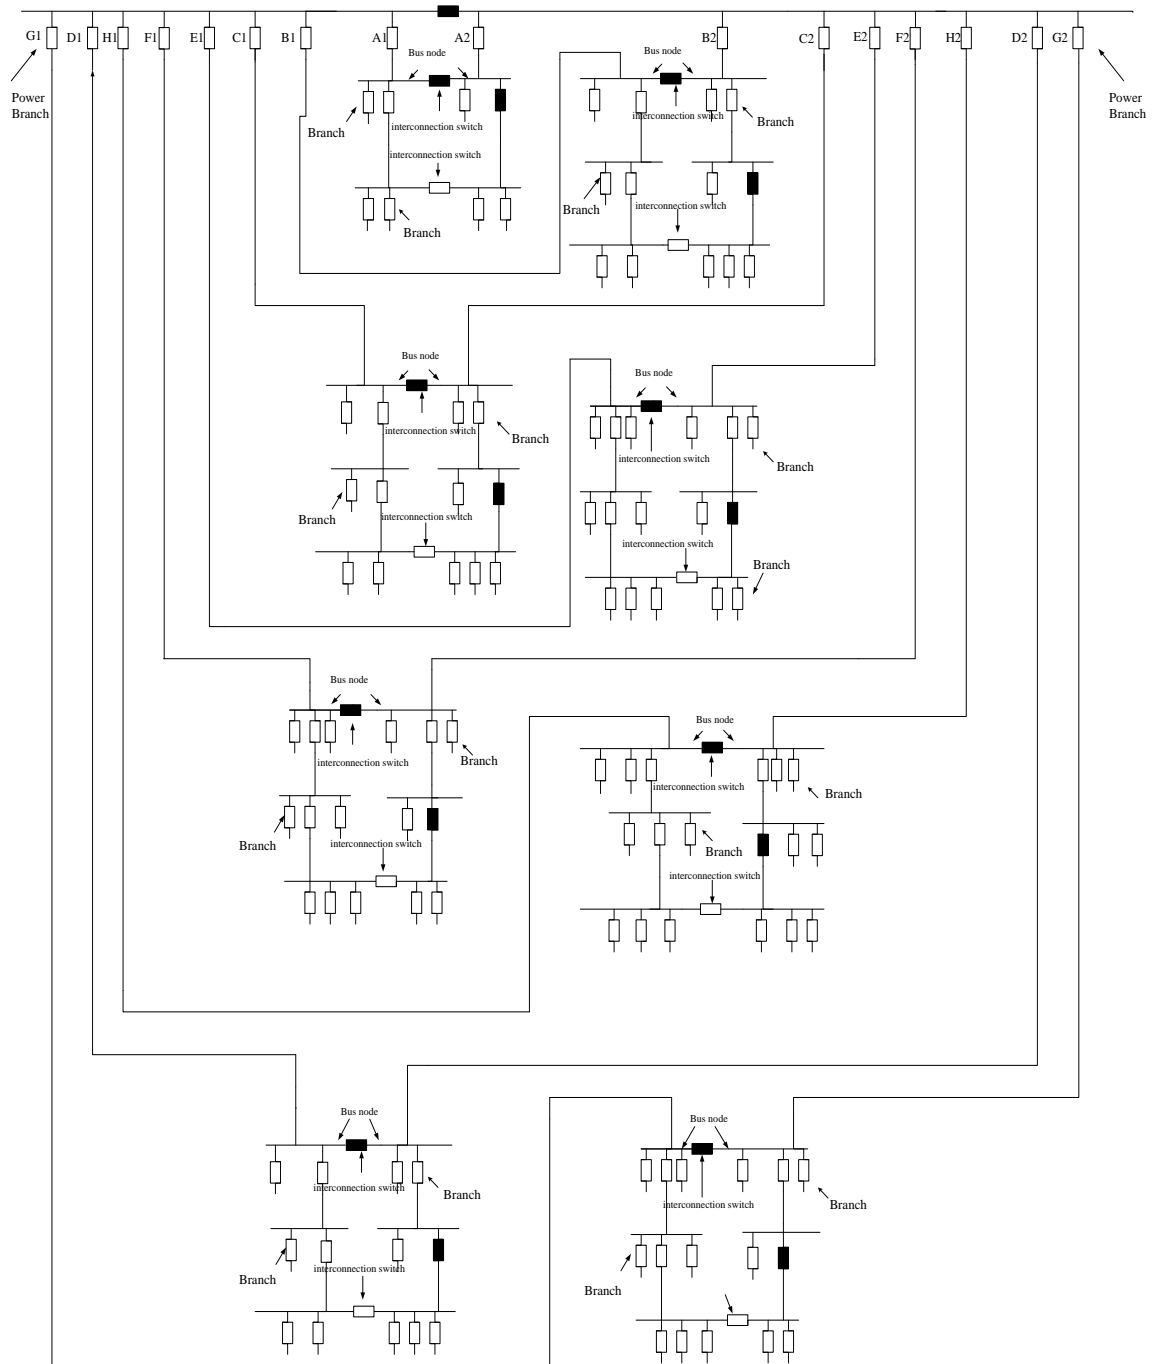 G1
D1
H1
F1
E1
C1
B1
A1
A2
B2
C2
E2
F2
H2
D2
G2
Power
Branch
Power
Branch
Bus node
Bus node
interconnection switch
Branch
interconnection switch
Branch
interconnection switch
Branch
Branch
interconnection switch
Bus node
interconnection switch
Branch
Branch
interconnection switch
Bus node
interconnection switch
Branch
interconnection switch
Branch
Bus node
interconnection switch
Branch
Branch
interconnection switch
Bus node
interconnection switch
Branch
Branch
interconnection switch
Bus node
interconnection switch
Branch
Branch
interconnection switch
Bus node
interconnection switch
Branch
Branch